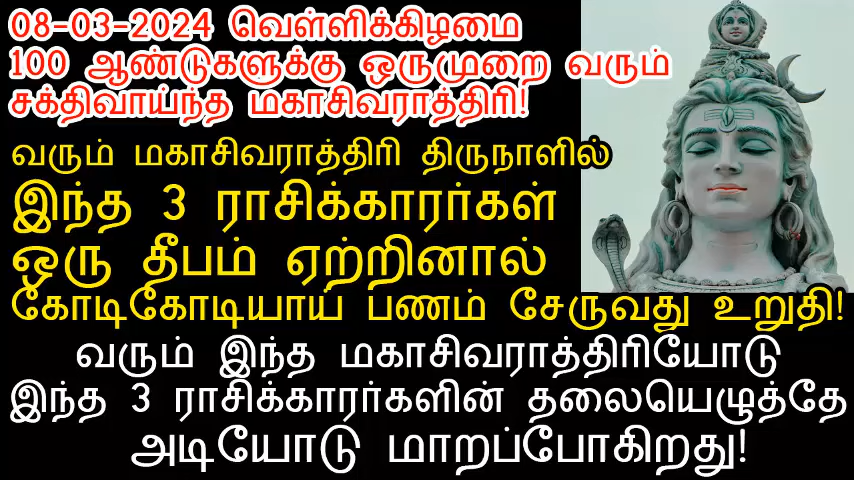 08-03-2024 வெள்ளிக்கிழமை
100 ஆண்டுகளுக்கு ஒருமுறை வரும்
சக்திவாய்ந்த மகாசிவராத்திரி!
வரும் மகாசிவராத்திரி திருநாளில்
இந்த 3 ராசிக்காரர்கள்
ஒரு தீபம் ஏற்றினால்
கோடிகோடியாய் பணம் சேருவது உறுதி!
வரும் இந்த மகாசிவராத்திரியோடு
இந்த 3 ராசிக்காரர்களின் தலையெழுத்தே
அடியோடு மாறப்போகிறது!